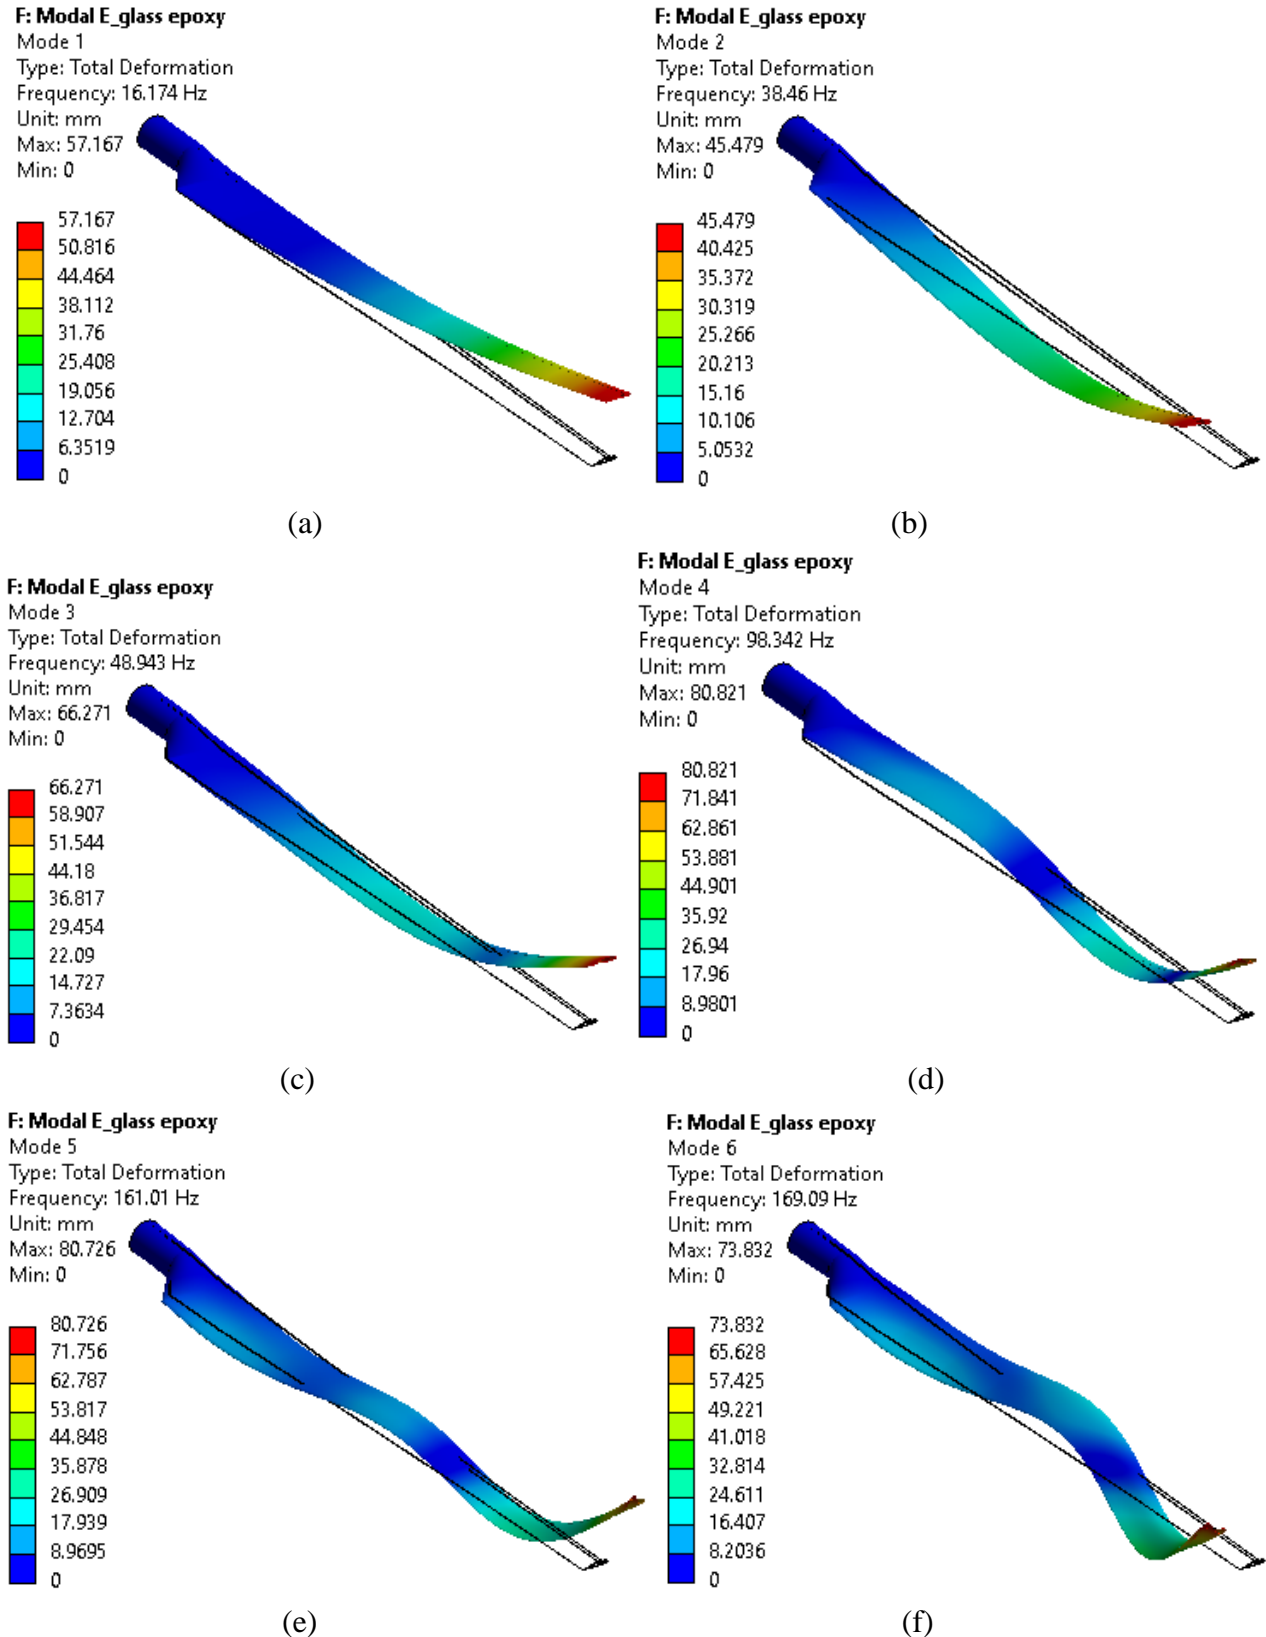 F: Modal E_glass epoxy
Mode 1
Type: Total Deformation
Frequency: 16.174 Hz
Unit: mm
Max: 57.167
Min: 0
57.167
50.816
44.464
38.112
31.76
25.408
19.056
12.704
6.3519
0
(a)
F: Modal E_glass epoxy
Mode 2
Type: Total Deformation
Frequency: 38.46 Hz
Unit: mm
Max: 45.479
Min: 0
45.479
40.425
35.372
30.319
25.266
20.213
15.16
10.106
5.0532
0
(b)
F: Modal E_glass epoxy
Mode 3
Type: Total Deformation
Frequency: 48.943 Hz
Unit: mm
Max: 66.271
Min: 0
66.271
58.907
51.544
44.18
36.817
29.454
22.09
14.727
7.3634
0
(c)
F: Modal E_glass epoxy
Mode 4
Type: Total Deformation
Frequency: 98.342 Hz
Unit: mm
Max: 80.821
Min: 0
80.821
71.841
62.861
53.881
44.901
35.92
26.94
17.96
8.9801
0
(d)
F: Modal E_glass epoxy
Mode 5
Type: Total Deformation
Frequency: 161.01 Hz
Unit: mm
Max: 80.726
Min: 0
80.726
71.756
62.787
53.817
44.848
35.878
26.909
17.939
8.9695
0
(e)
F: Modal E_glass epoxy
Mode 6
Type: Total Deformation
Frequency: 169.09 Hz
Unit: mm
Max: 73.832
Min: 0
73.832
65.628
57.425
49.221
41.018
32.814
24.611
16.407
8.2036
0
(f)